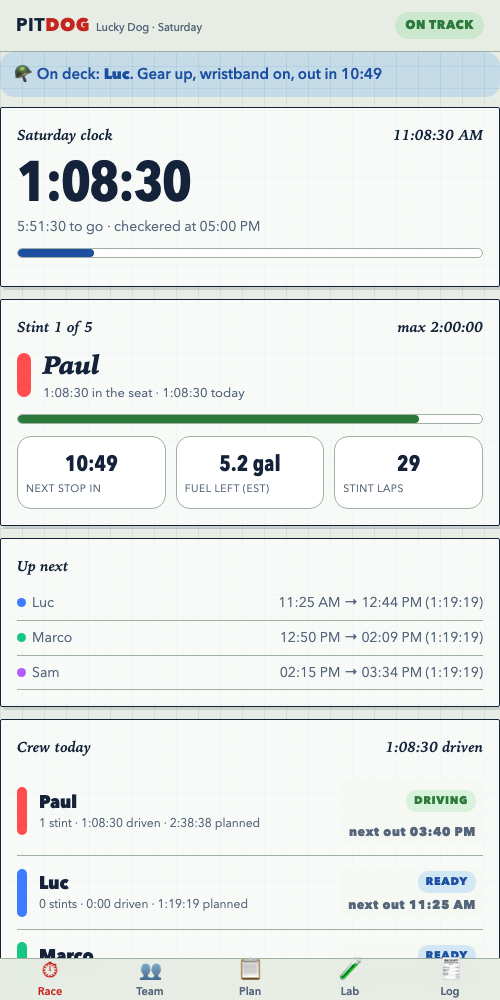 PITDOG Lucky Dog · Saturday
ON TRACK
On deck: Luc. Gear up, wristband on, out in 10:49
Saturday clock 11:08:30 AM
1:08:30
5:51:30 to go · checkered at 05:00 PM
Stint 1 of 5 max 2:00:00
Paul
1:08:30 in the seat · 1:08:30 today
10:49 5.2 gal 29
NEXT STOP IN FUEL LEFT (EST) STINT LAPS
Up next
Luc 11:25 AM → 12:44 PM (1:19:19)
Marco 12:50 PM → 02:09 PM (1:19:19)
Sam 02:15 PM → 03:34 PM (1:19:19)
Crew today 1:08:30 driven
Paul DRIVING
1 stint · 1:08:30 driven · 2:38:38 planned next out 03:40 PM
Luc READY
0 stints · 0:00 driven · 1:19:19 planned next out 11:25 AM
Marco READY
Race Team Plan Lab Log